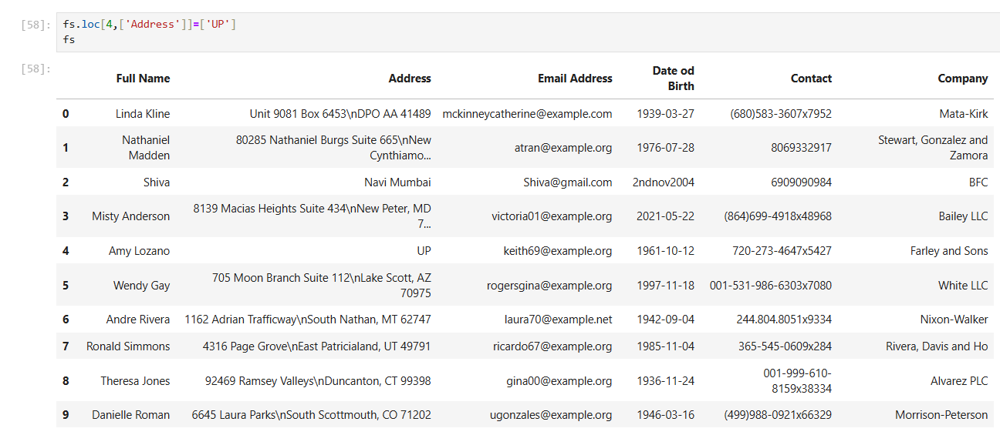 [58]: fs.loc[4,['Address']]=['UP']
fs
[58]:
Full Name Address Email Address Date od Birth Contact Company
0 Linda Kline Unit 9081 Box 6453\nDPO AA 41489 mckinneycatherine@example.com 1939-03-27 (680)583-3607x7952 Mata-Kirk
1 Nathaniel Madden 80285 Nathaniel Burgs Suite 665\nNew Cynthiamo... atran@example.org 1976-07-28 8069332917 Stewart, Gonzalez and Zamora
2 Shiva Navi Mumbai Shiva@gmail.com 2ndnov2004 6909090984 BFC
3 Misty Anderson 8139 Macias Heights Suite 434\nNew Peter, MD 7... victoria01@example.org 2021-05-22 (864)699-4918x48968 Bailey LLC
4 Amy Lozano UP keith69@example.org 1961-10-12 720-273-4647x5427 Farley and Sons
5 Wendy Gay 705 Moon Branch Suite 112\nLake Scott, AZ 70975 rogersgina@example.org 1997-11-18 001-531-986-6303x7080 White LLC
6 Andre Rivera 1162 Adrian Trafficway\nSouth Nathan, MT 62747 laura70@example.net 1942-09-04 244.804.8051x9334 Nixon-Walker
7 Ronald Simmons 4316 Page Grove\nEast Patricialand, UT 49791 ricardo67@example.org 1985-11-04 365-545-0609x284 Rivera, Davis and Ho
8 Theresa Jones 92469 Ramsey Valleys\nDuncanton, CT 99398 gina00@example.org 1936-11-24 001-999-610-8159x38334 Alvarez PLC
9 Danielle Roman 6645 Laura Parks\nSouth Scottmouth, CO 71202 ugonzales@example.org 1946-03-16 (499)988-0921x66329 Morrison-Peterson